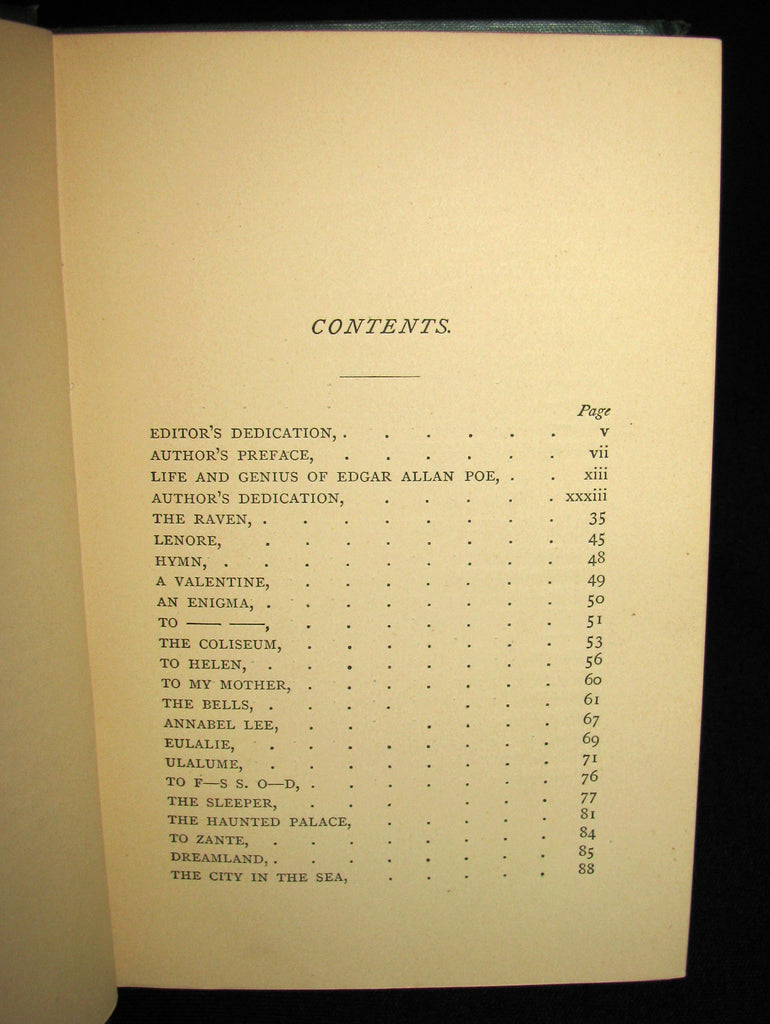 CONTENTS.
Page
EDITOR'S DEDICATION, . . . . . . v
AUTHOR'S PREFACE, . . . . . . vii
LIFE AND GENIUS OF EDGAR ALLAN POE, . . xiii
AUTHOR'S DEDICATION, . . . . . xxxiii
THE RAVEN, . . . . . . . . 35
LENORE, . . . . . . . . 45
HYMN, . . . . . . . . . 48
A VALENTINE, . . . . . . . 49
AN ENIGMA, . . . . . . . . 50
TO —— ——, . . . . . . . 51
THE COLISEUM, . . . . . . . 53
TO HELEN, . . . . . . . . 56
TO MY MOTHER, . . . . . . . 60
THE BELLS, . . . . . . . 61
ANNABEL LEE, . . . . . . 67
EULALIE, . . . . . . . . 69
ULALUME, . . . . . . . . 71
TO F—S S. O—D, . . . . . . . 76
THE SLEEPER, . . . . . . 77
THE HAUNTED PALACE, . . . . . 81
TO ZANTE, . . . . . . . . 84
DREAMLAND, . . . . . . . . 85
THE CITY IN THE SEA, . . . . . 88